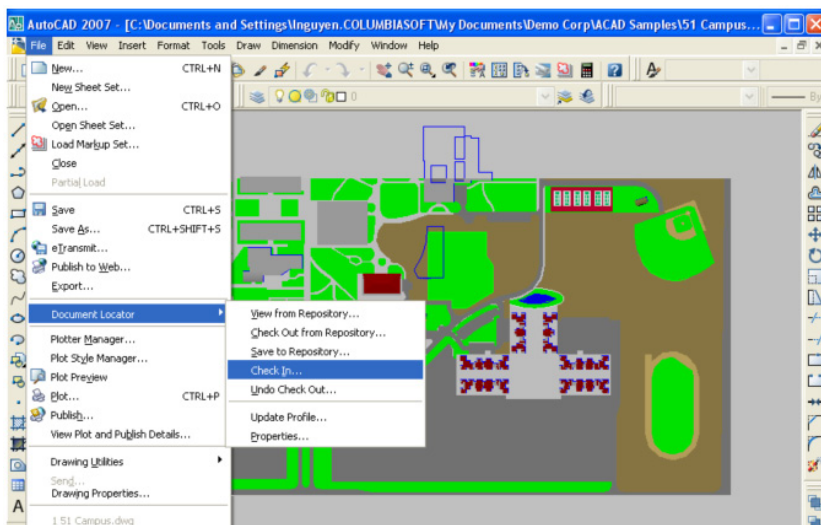 AutoCAD 2007 - [C:\Documents and Settings\lnguyen.COLUMBIASOFT\My Documents\Demo Corp\ACAD Samples\51 Campus...
File Edit View Insert Format Tools Draw Dimension Modify Window Help
New... CTRL+N
New Sheet Set...
Open... CTRL+O
Open Sheet Set...
Load Markup Set...
Close
Partial Load
Save CTRL+S
Save As... CTRL+SHIFT+S
eTransmit...
Publish to Web...
Export...
Document Locator
Plotter Manager...
Plot Style Manager...
Plot Preview
Plot... CTRL+P
Publish...
View Plot and Publish Details...
Drawing Utilities
Send...
Drawing Properties...
1 51 Campus.dwg
View from Repository...
Check Out from Repository...
Save to Repository...
Check In...
Undo Check Out...
Update Profile...
Properties...
0
By
A